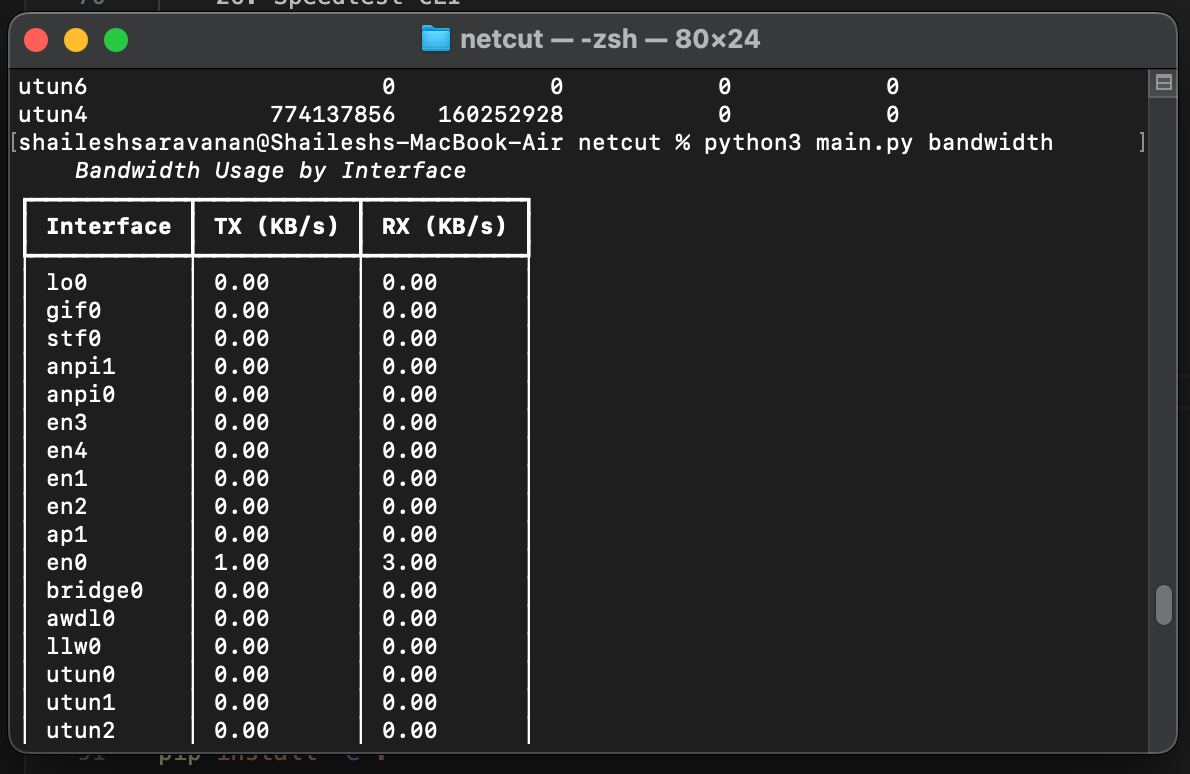 20. Speedtest CLI
netcut — -zsh — 80×24
utun6 0 0 0 0
utun4 774137856 160252928 0 0
[shaileshsaravanan@Shaileshs-MacBook-Air netcut % python3 main.py bandwidth ]
Bandwidth Usage by Interface
Interface TX (KB/s) RX (KB/s)
lo0 0.00 0.00
gif0 0.00 0.00
stf0 0.00 0.00
anpi1 0.00 0.00
anpi0 0.00 0.00
en3 0.00 0.00
en4 0.00 0.00
en1 0.00 0.00
en2 0.00 0.00
ap1 0.00 0.00
en0 1.00 3.00
bridge0 0.00 0.00
awdl0 0.00 0.00
llw0 0.00 0.00
utun0 0.00 0.00
utun1 0.00 0.00
utun2 0.00 0.00
91 pip install -e .